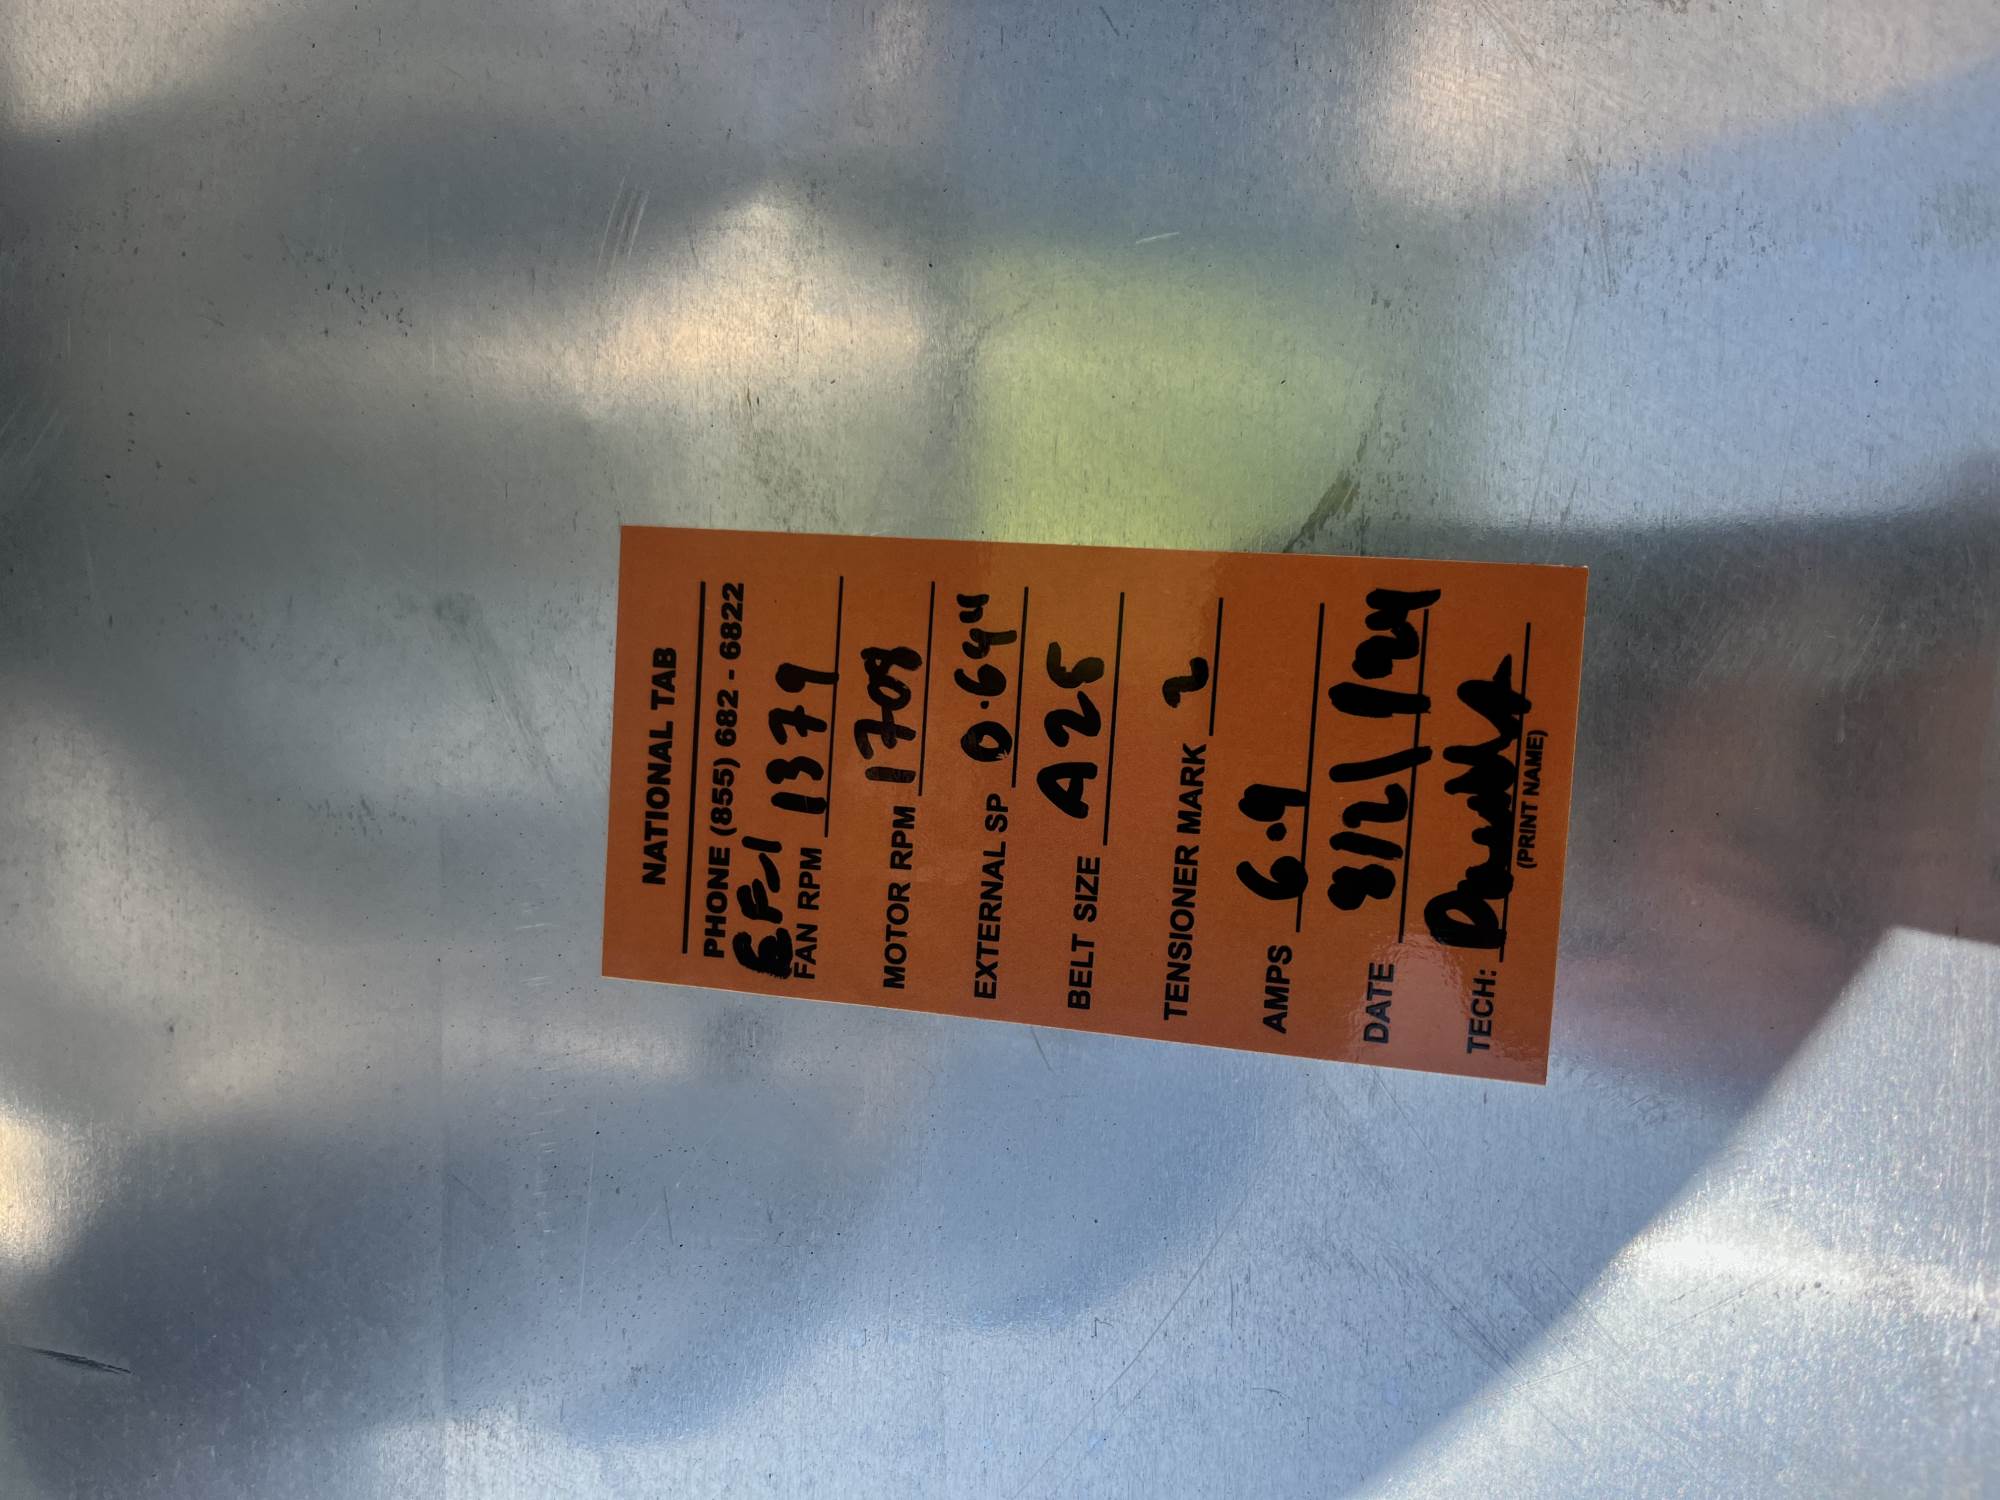 NATIONAL TAB
PHONE (855) 682 - 6822
EF-1
FAN RPM 1379
MOTOR RPM 1708
EXTERNAL SP 0.64"
BELT SIZE A25
TENSIONER MARK 2
AMPS 6.9
DATE 8/21/24
TECH:
(PRINT NAME)